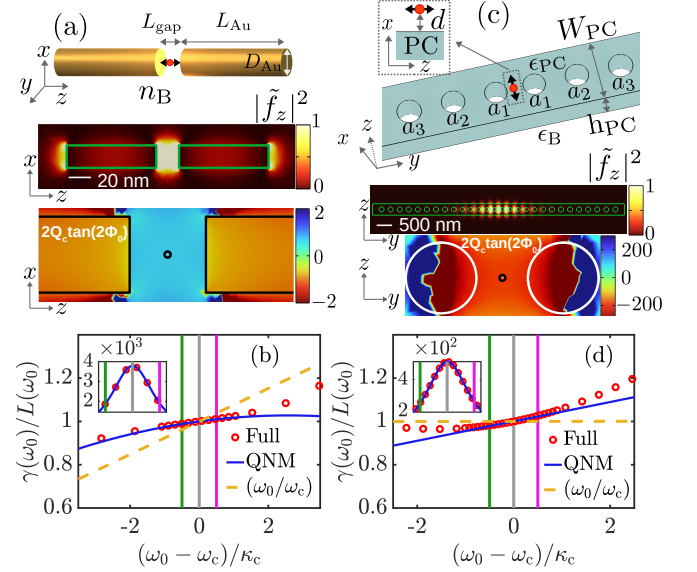 (a)
L_gap
L_Au
D_Au
n_B
x
y
z
|f̃_z|²
1
0
x
z
20 nm
2
0
−2
2Q_c tan(2Φ_0)
x
z
(c)
d
x
PC
z
W_PC
ϵ_PC
a_3
a_2
a_1
a_1
a_2
a_3
ϵ_B
h_PC
x
z
y
|f̃_z|²
1
0
z
y
500 nm
2Q_c tan(2Φ_0)
200
0
−200
z
y
(b)
×10³
4
3
2
γ(ω_0)/L(ω_0)
1.2
1
0.8
0.6
Full
QNM
(ω_0/ω_c)
-2
0
2
(ω_0 − ω_c)/κ_c
(d)
×10²
4
2
γ(ω_0)/L(ω_0)
1.2
1
0.8
0.6
Full
QNM
(ω_0/ω_c)
-2
0
2
(ω_0 − ω_c)/κ_c